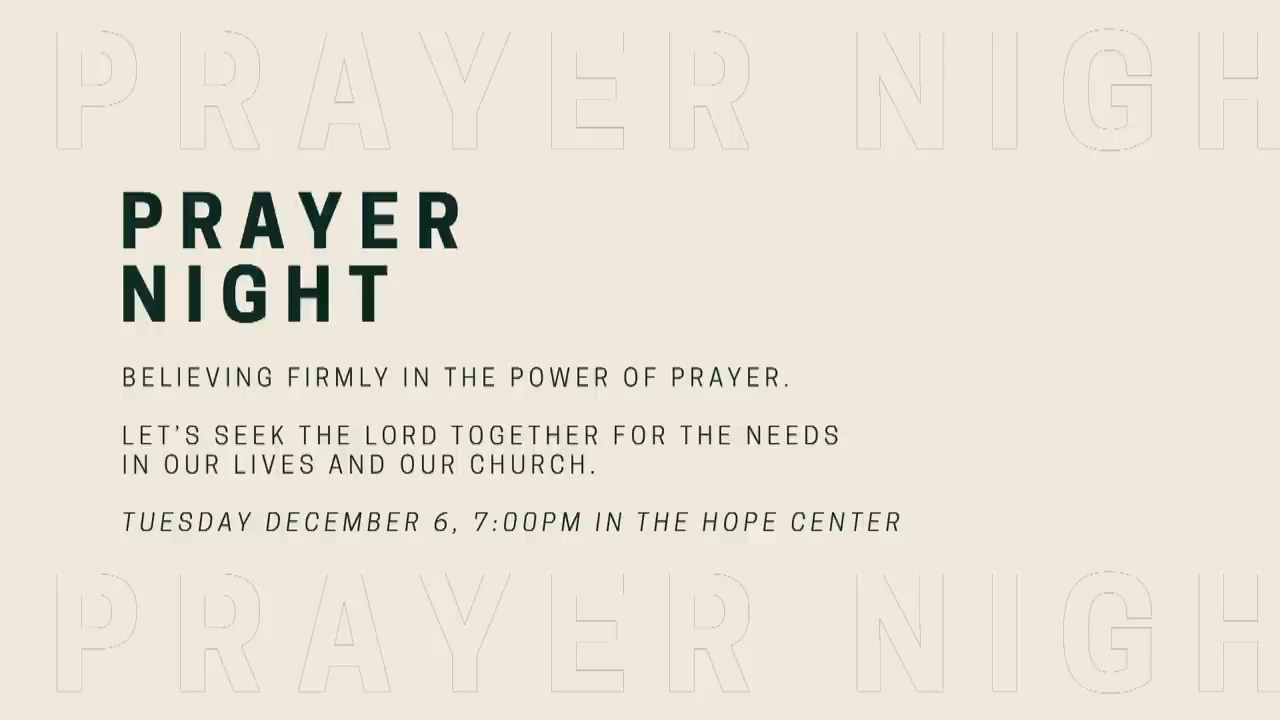 PRAYER NIGH
PRAYER
NIGHT
BELIEVING FIRMLY IN THE POWER OF PRAYER.
LET’S SEEK THE LORD TOGETHER FOR THE NEEDS
IN OUR LIVES AND OUR CHURCH.
TUESDAY DECEMBER 6, 7:00PM IN THE HOPE CENTER
PRAYER NIGH